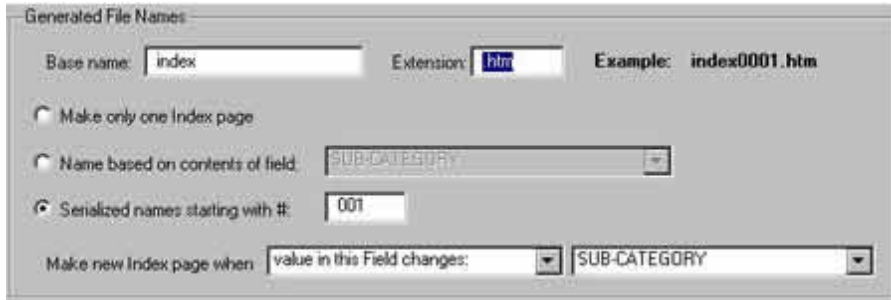 Generated File Names
Base name: index Extension: .htm Example: index0001.htm
Make only one Index page
Name based on contents of field: SUB-CATEGORY
Serialized names starting with #: 001
Make new Index page when value in this Field changes: SUB-CATEGORY